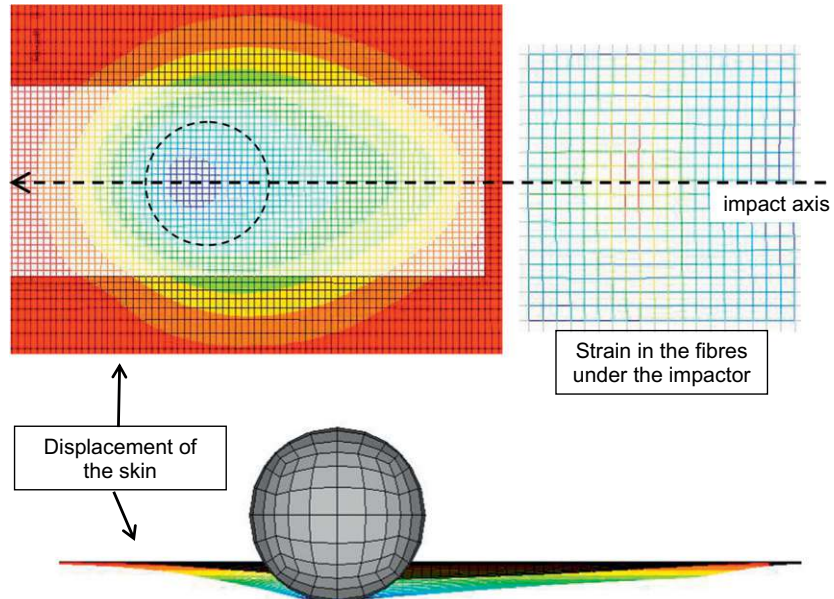 impact axis
Strain in the fibres
under the impactor
Displacement of
the skin